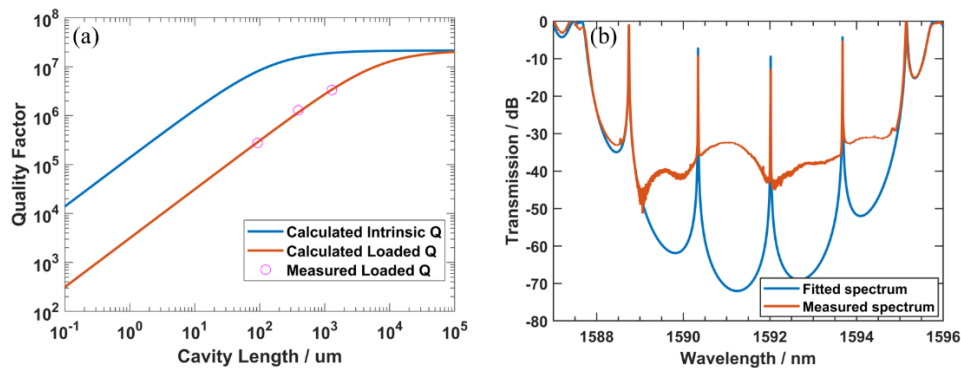 (a)
10^8
10^7
10^6
10^5
10^4
10^3
10^2
Quality Factor
Calculated Intrinsic Q
Calculated Loaded Q
Measured Loaded Q
10^-1 10^0 10^1 10^2 10^3 10^4 10^5
Cavity Length / um
(b)
0
-10
-20
-30
-40
-50
-60
-70
-80
Transmission / dB
Fitted spectrum
Measured spectrum
1588 1590 1592 1594 1596
Wavelength / nm